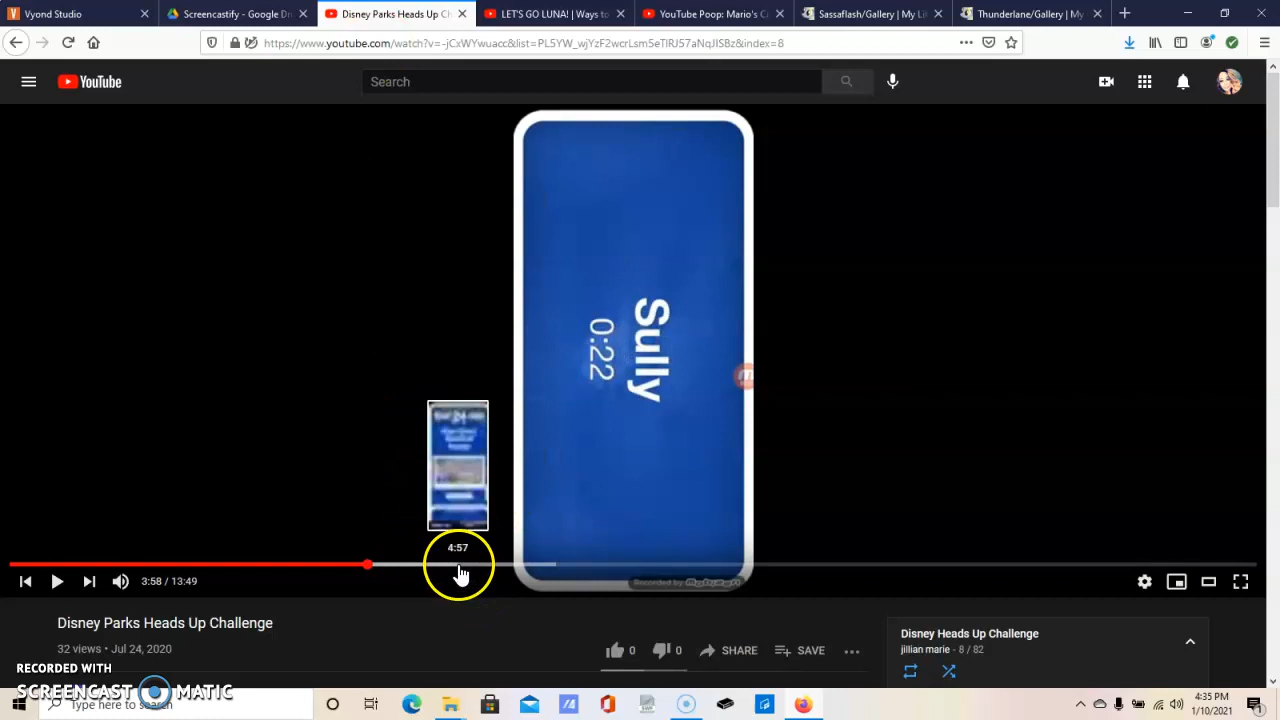 Vyond Studio
Screencastify - Google Dr
Disney Parks Heads Up Ch
LET'S GO LUNA! | Ways to
YouTube Poop: Mario's C
Sassaflash/Gallery | My Lit
Thunderlane/Gallery | My
https://www.youtube.com/watch?v=-jCxWYwuacc&list=PL5YW_wjYzF2wcrLsm5eTIRJ57aNqJISBz&index=8
YouTube
Search
Sully
0:22
4:57
3:58 / 13:49
Recorded by
Disney Parks Heads Up Challenge
32 views • Jul 24, 2020
0
0
SHARE
SAVE
Disney Heads Up Challenge
jillian marie - 8 / 82
RECORDED WITH
SCREENCAST MATIC
Type here to search
4:35 PM
1/10/2021